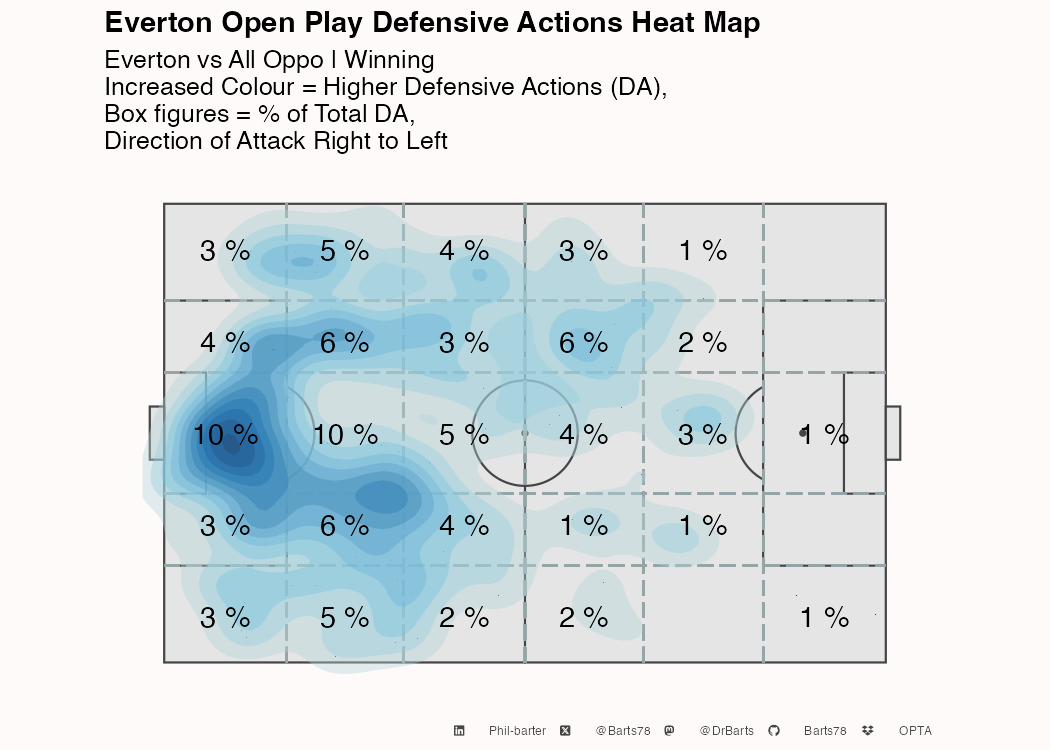 Everton Open Play Defensive Actions Heat Map
Everton vs All Oppo | Winning
Increased Colour = Higher Defensive Actions (DA),
Box figures = % of Total DA,
Direction of Attack Right to Left
3 % 5 % 4 % 3 % 1 %
4 % 6 % 3 % 6 % 2 %
10 % 10 % 5 % 4 % 3 % 1 %
3 % 6 % 4 % 1 % 1 %
3 % 5 % 2 % 2 % 1 %
Phil-barter @Barts78 @DrBarts Barts78 OPTA